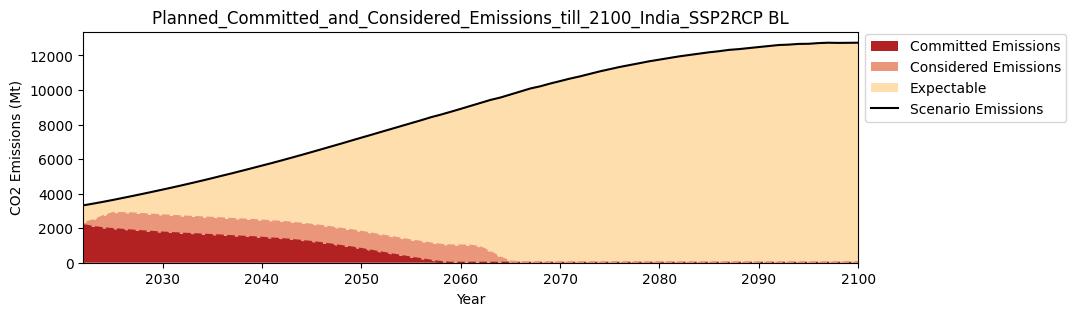 Planned_Committed_and_Considered_Emissions_till_2100_India_SSP2RCP BL
CO2 Emissions (Mt)
12000
10000
8000
6000
4000
2000
0
2030 2040 2050 2060 2070 2080 2090 2100
Year
Committed Emissions
Considered Emissions
Expectable
Scenario Emissions